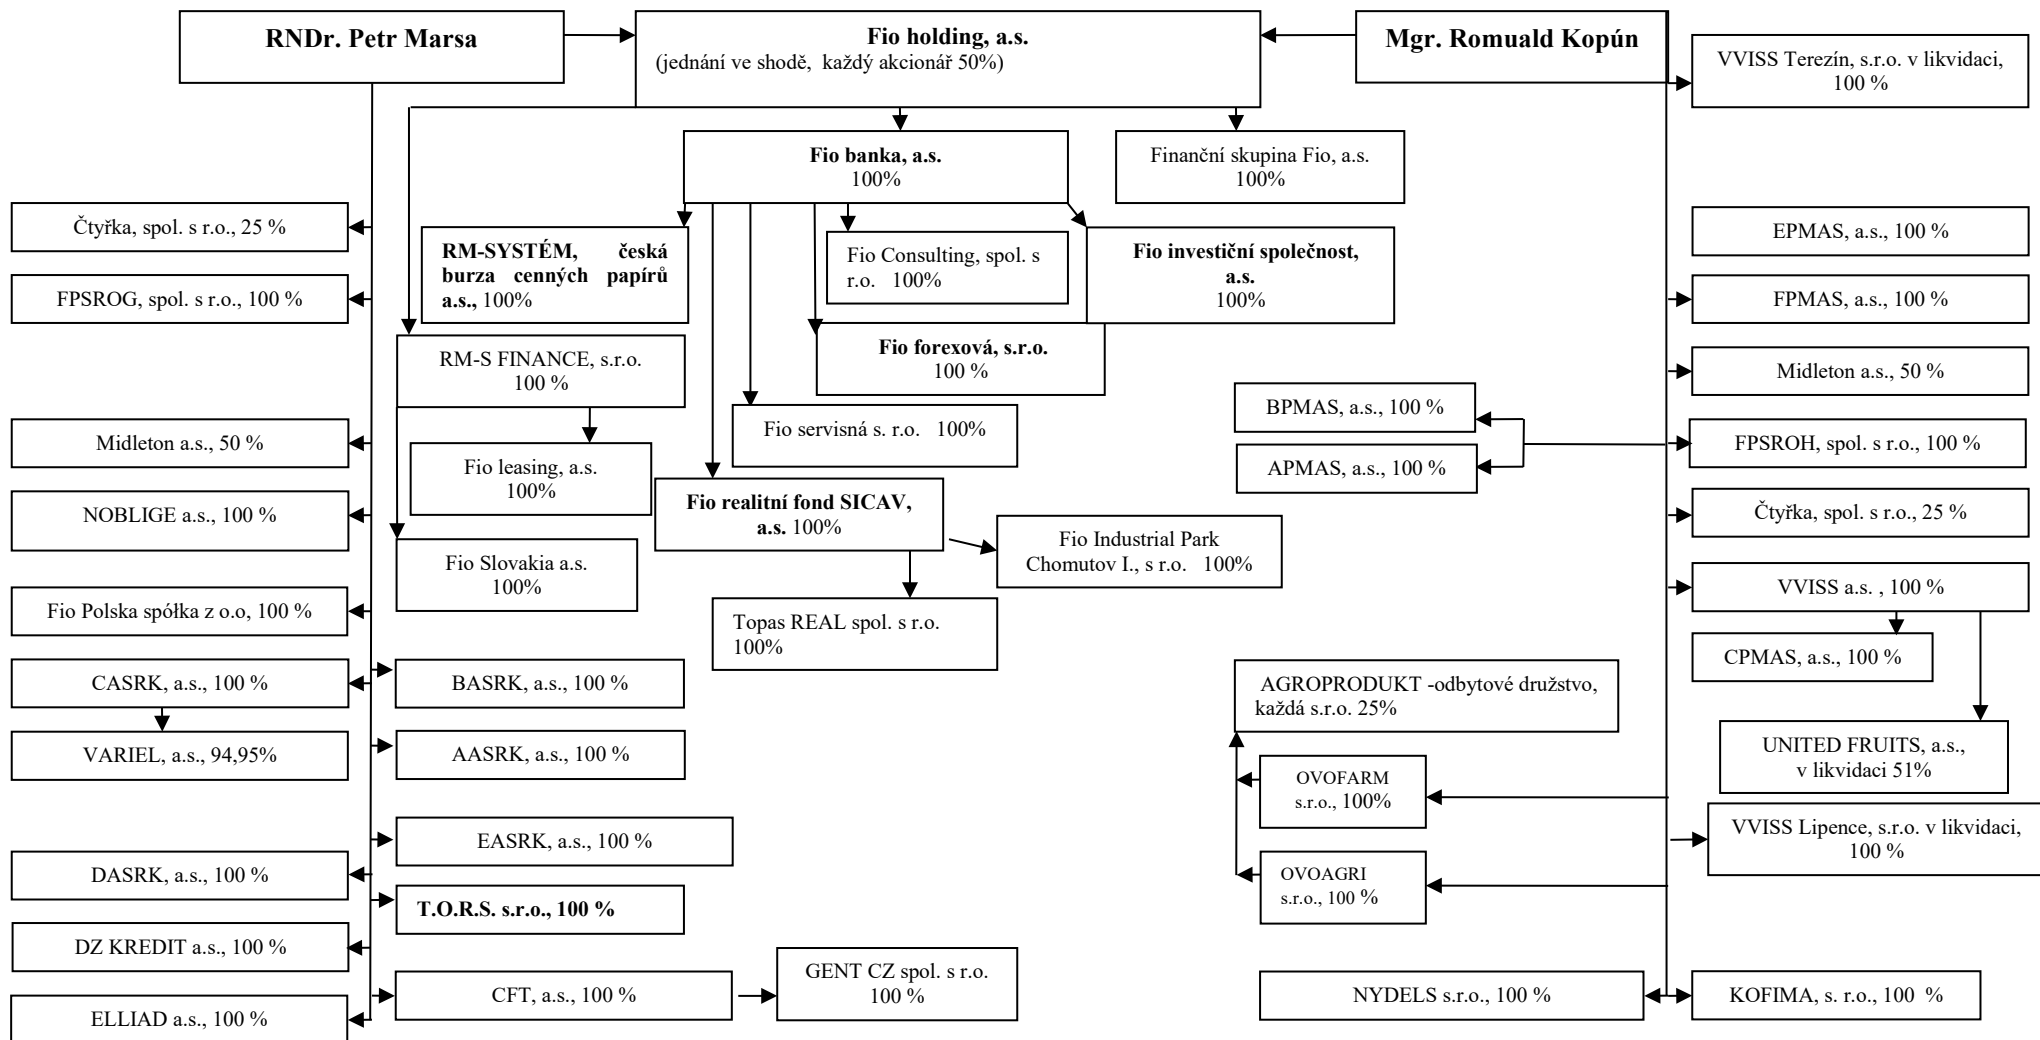 RNDr. Petr Marsa
Fio holding, a.s.
(jednání ve shodě, každý akcionář 50%)
Mgr. Romuald Kopún
VVISS Terezín, s.r.o. v likvidaci,
100 %
Fio banka, a.s.
100%
Finanční skupina Fio, a.s.
100%
Čtyřka, spol. s r.o., 25 %
RM-SYSTÉM, česká
burza cenných papírů
a.s., 100%
Fio Consulting, spol. s
r.o. 100%
Fio investiční společnost,
a.s.
100%
EPMAS, a.s., 100 %
FPSROG, spol. s r.o., 100 %
FPMAS, a.s., 100 %
RM-S FINANCE, s.r.o.
100 %
Fio forexová, s.r.o.
100 %
Midleton a.s., 50 %
BPMAS, a.s., 100 %
Midleton a.s., 50 %
Fio servisná s. r.o. 100%
FPSROH, spol. s r.o., 100 %
Fio leasing, a.s.
100%
APMAS, a.s., 100 %
NOBLIGE a.s., 100 %
Fio realitní fond SICAV,
a.s. 100%
Čtyřka, spol. s r.o., 25 %
Fio Slovakia a.s.
100%
Fio Industrial Park
Chomutov I., s r.o. 100%
Fio Polska spółka z o.o, 100 %
Topas REAL spol. s r.o.
100%
VVISS a.s. , 100 %
CPMAS, a.s., 100 %
CASRK, a.s., 100 %
BASRK, a.s., 100 %
AGROPRODUKT -odbytové družstvo,
každá s.r.o. 25%
VARIEL, a.s., 94,95%
AASRK, a.s., 100 %
UNITED FRUITS, a.s.,
v likvidaci 51%
OVOFARM
s.r.o., 100%
EASRK, a.s., 100 %
VVISS Lipence, s.r.o. v likvidaci,
100 %
DASRK, a.s., 100 %
OVOAGRI
s.r.o., 100 %
T.O.R.S. s.r.o., 100 %
DZ KREDIT a.s., 100 %
CFT, a.s., 100 %
GENT CZ spol. s r.o.
100 %
NYDELS s.r.o., 100 %
KOFIMA, s. r.o., 100 %
ELLIAD a.s., 100 %